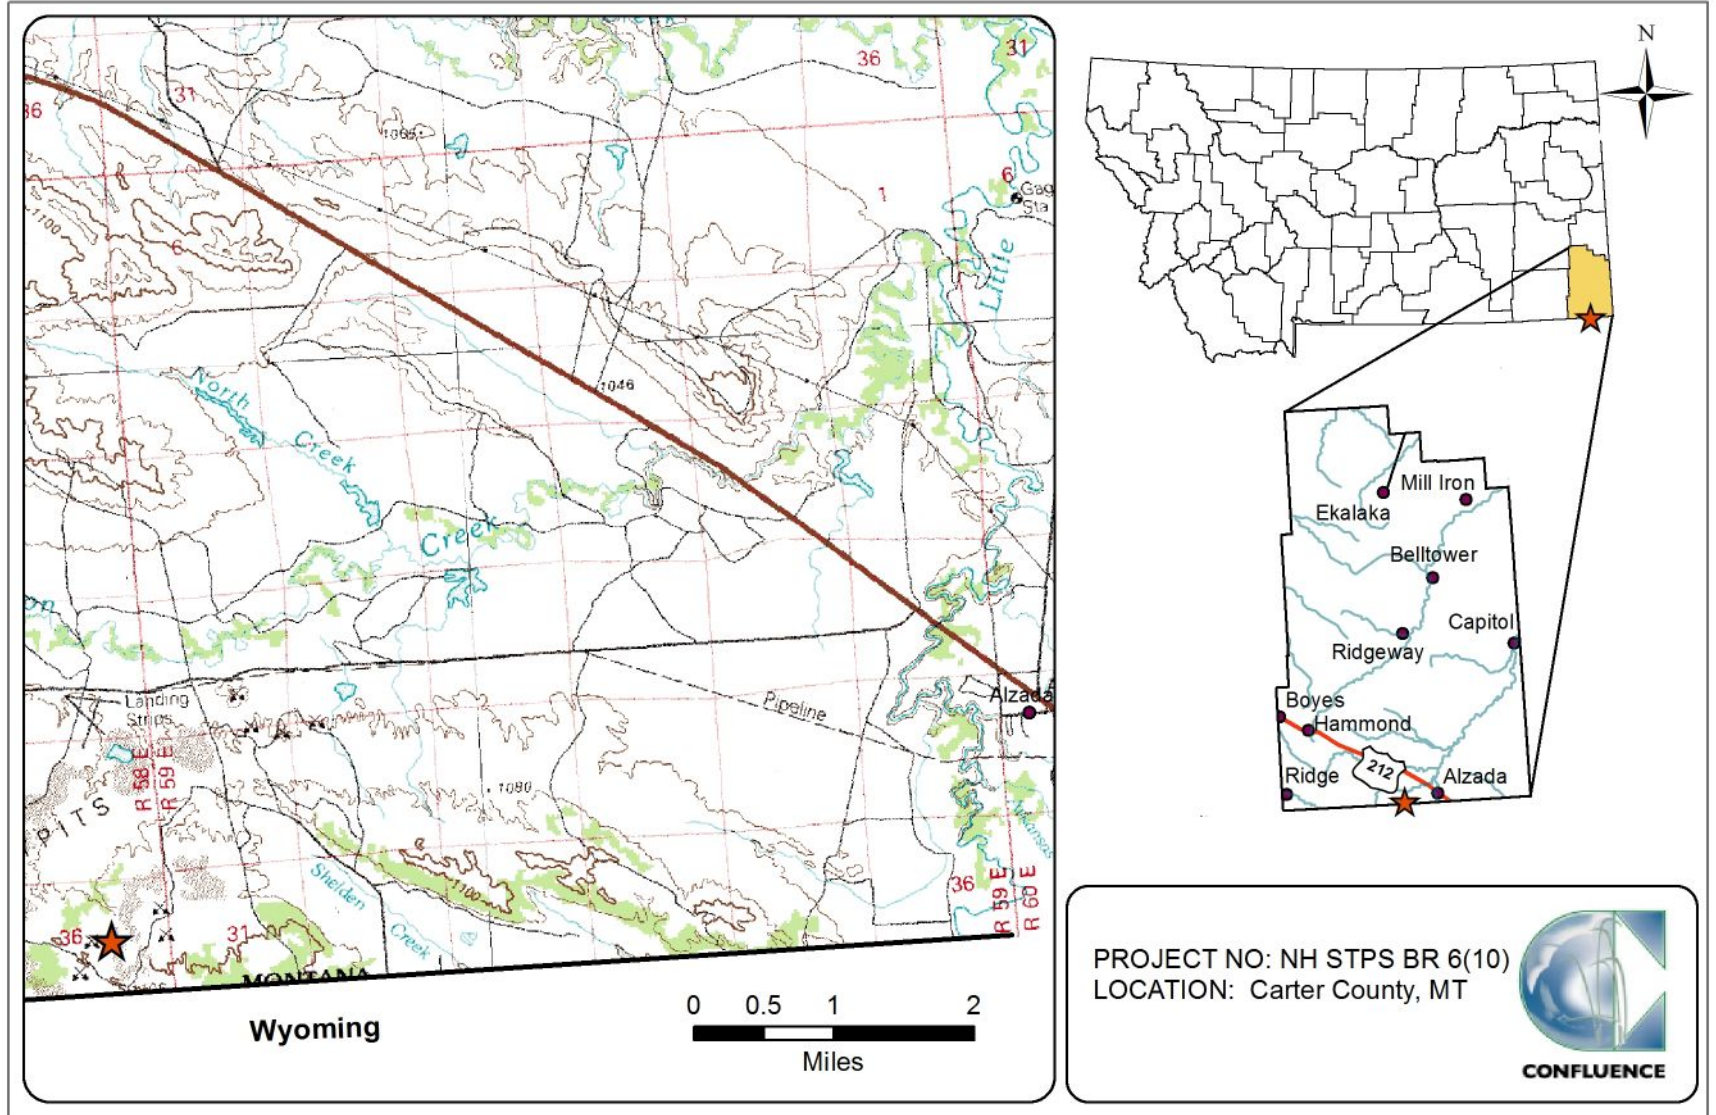 36
31
36
31
1065
6
1
6
Gag
Sta
1100
Little
1046
North
Creek
Creek
Landing
Strips
Pipeline
Alzada
R 58 E
R 59 E
1080
PITS
Arkansas
Shelden
Creek
1100
36
R 59 E
R 60 E
36
31
MONTANA
Wyoming
0 0.5 1 2
Miles
N
Mill Iron
Ekalaka
Belltower
Capitol
Ridgeway
Boyes
Hammond
212
Ridge
Alzada
PROJECT NO: NH STPS BR 6(10)
LOCATION: Carter County, MT
CONFLUENCE